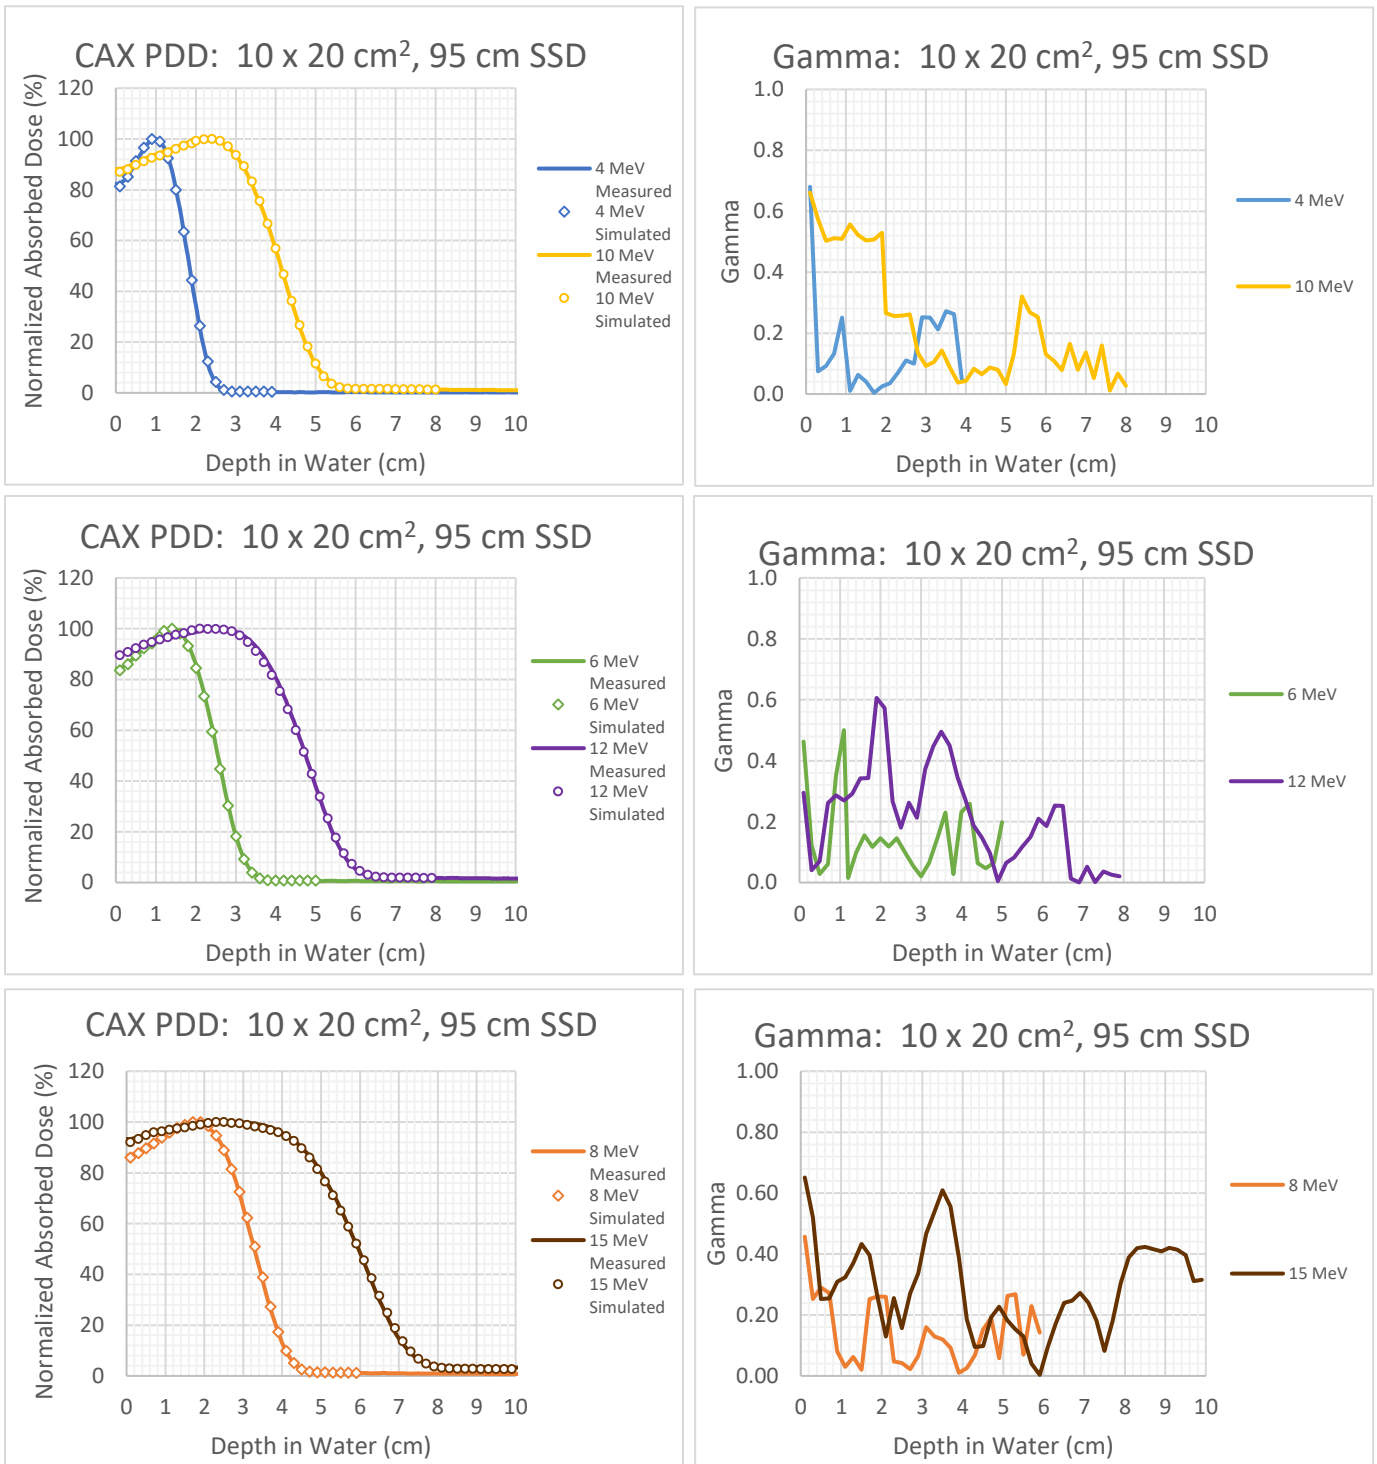 CAX PDD: 10 x 20 cm², 95 cm SSD
Normalized Absorbed Dose (%)
120
100
80
60
40
20
0
0 1 2 3 4 5 6 7 8 9 10
Depth in Water (cm)
4 MeV
Measured
4 MeV
Simulated
10 MeV
Measured
10 MeV
Simulated
Gamma: 10 x 20 cm², 95 cm SSD
Gamma
1.0
0.8
0.6
0.4
0.2
0.0
0 1 2 3 4 5 6 7 8 9 10
Depth in Water (cm)
4 MeV
10 MeV
CAX PDD: 10 x 20 cm², 95 cm SSD
Normalized Absorbed Dose (%)
120
100
80
60
40
20
0
0 1 2 3 4 5 6 7 8 9 10
Depth in Water (cm)
6 MeV
Measured
6 MeV
Simulated
12 MeV
Measured
12 MeV
Simulated
Gamma: 10 x 20 cm², 95 cm SSD
Gamma
1.0
0.8
0.6
0.4
0.2
0.0
0 1 2 3 4 5 6 7 8 9 10
Depth in Water (cm)
6 MeV
12 MeV
CAX PDD: 10 x 20 cm², 95 cm SSD
Normalized Absorbed Dose (%)
120
100
80
60
40
20
0
0 1 2 3 4 5 6 7 8 9 10
Depth in Water (cm)
8 MeV
Measured
8 MeV
Simulated
15 MeV
Measured
15 MeV
Simulated
Gamma: 10 x 20 cm², 95 cm SSD
Gamma
1.00
0.80
0.60
0.40
0.20
0.00
0 1 2 3 4 5 6 7 8 9 10
Depth in Water (cm)
8 MeV
15 MeV